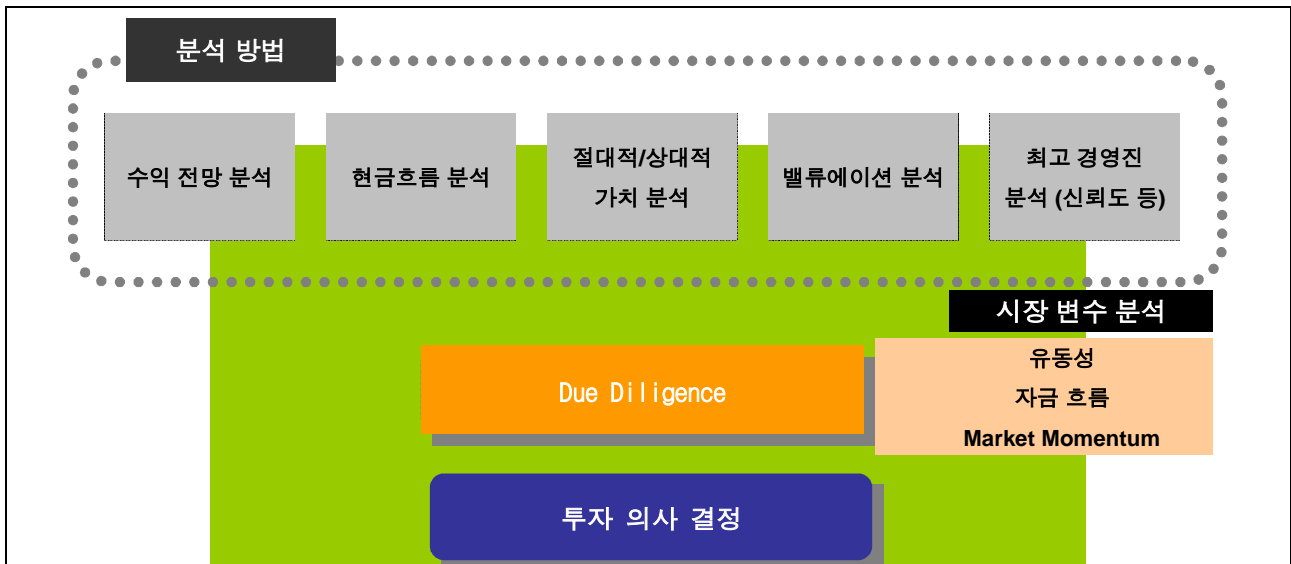 분석 방법
수익 전망 분석
현금흐름 분석
절대적/상대적
가치 분석
밸류에이션 분석
최고 경영진
분석 (신뢰도 등)
시장 변수 분석
유동성
자금 흐름
Market Momentum
Due Diligence
투자 의사 결정